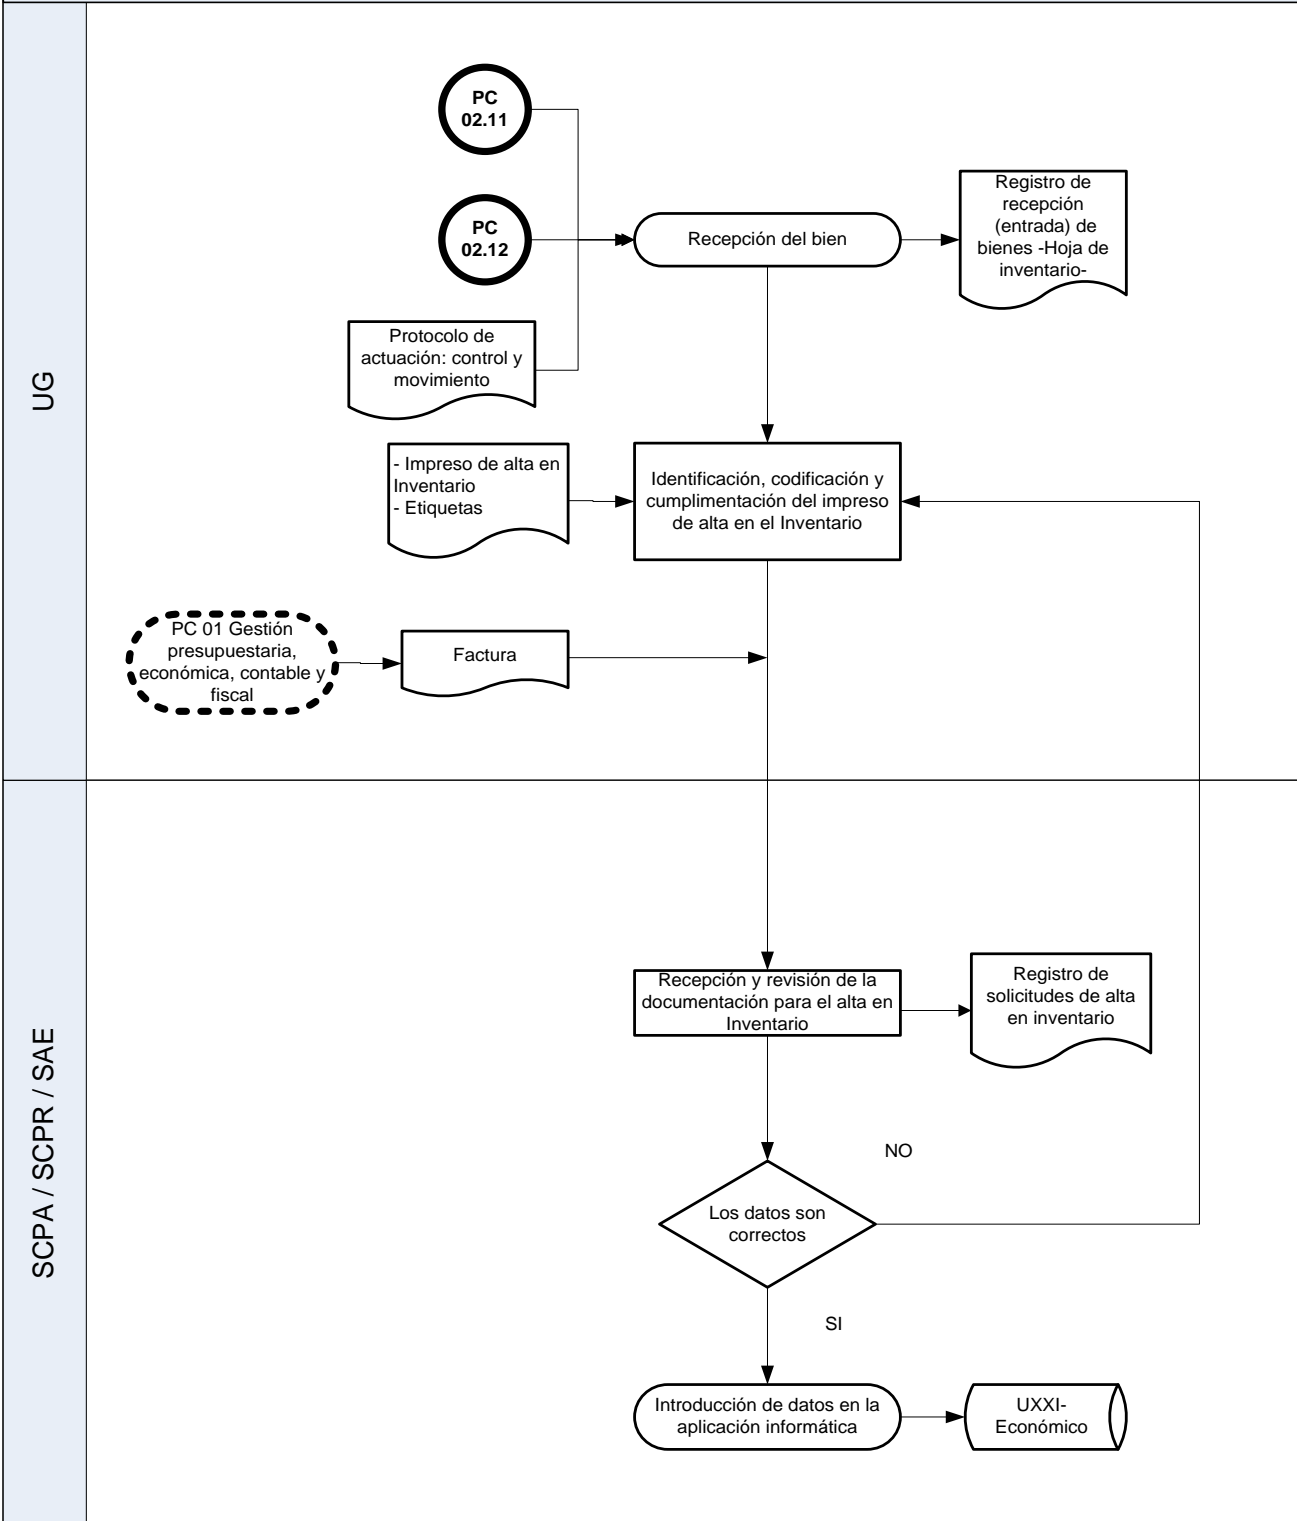 UG
PC
02.11
PC
02.12
Recepción del bien
Registro de
recepción
(entrada) de
bienes -Hoja de
inventario-
Protocolo de
actuación: control y
movimiento
- Impreso de alta en
Inventario
- Etiquetas
Identificación, codificación y
cumplimentación del impreso
de alta en el Inventario
PC 01 Gestión
presupuestaria,
económica, contable y
fiscal
Factura
SCPA / SCPR / SAE
Recepción y revisión de la
documentación para el alta en
Inventario
Registro de
solicitudes de alta
en inventario
NO
Los datos son
correctos
SI
Introducción de datos en la
aplicación informática
UXXI-
Económico